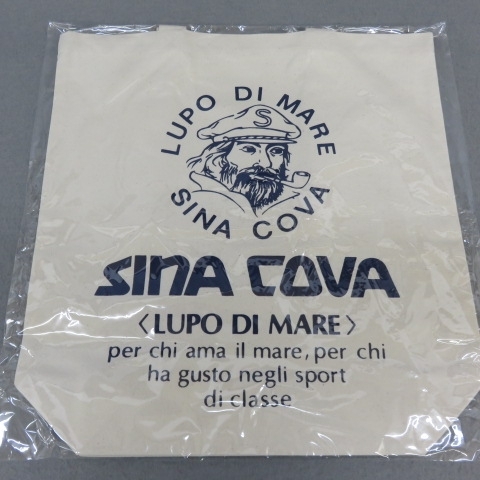 LUPO DI MARE
S
SINA COVA
SINA COVA
〈LUPO DI MARE〉
per chi ama il mare, per chi
ha gusto negli sport
di classe